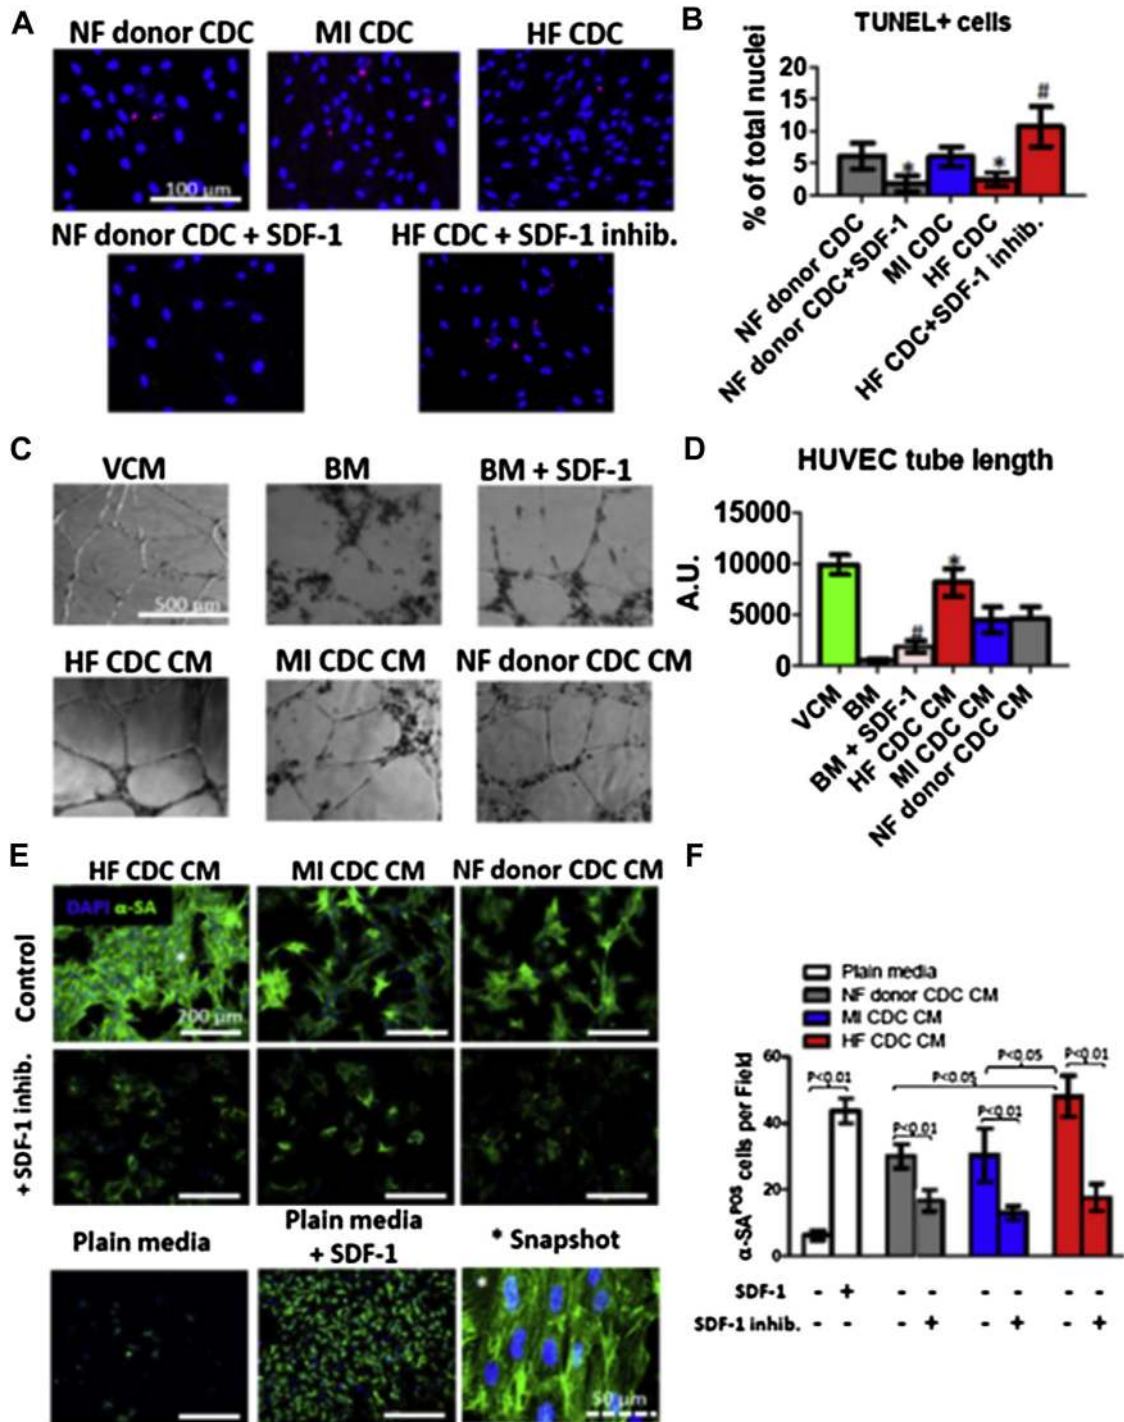 A
NF donor CDC
MI CDC
HF CDC
100 µm
NF donor CDC + SDF-1
HF CDC + SDF-1 inhib.
B
TUNEL+ cells
% of total nuclei
20
15
10
5
0
*
*
#
NF donor CDC
NF donor CDC+SDF-1
MI CDC
HF CDC
HF CDC+SDF-1 inhib.
C
VCM
BM
BM + SDF-1
500 µm
HF CDC CM
MI CDC CM
NF donor CDC CM
D
HUVEC tube length
A.U.
15000
10000
5000
0
#
*
VCM
BM
BM + SDF-1
HF CDC CM
MI CDC CM
NF donor CDC CM
E
HF CDC CM
MI CDC CM
NF donor CDC CM
Control
DAPI α-SA
*
200 µm
+ SDF-1 inhib.
Plain media
Plain media
+ SDF-1
* Snapshot
*
50 µm
F
Plain media
NF donor CDC CM
MI CDC CM
HF CDC CM
α-SAᴾᴼˢ cells per Field
60
40
20
0
P<0.01
P<0.05
P<0.01
P<0.05
P<0.01
P<0.01
SDF-1 - + - - - - - -
SDF-1 inhib. - - - + - + - +